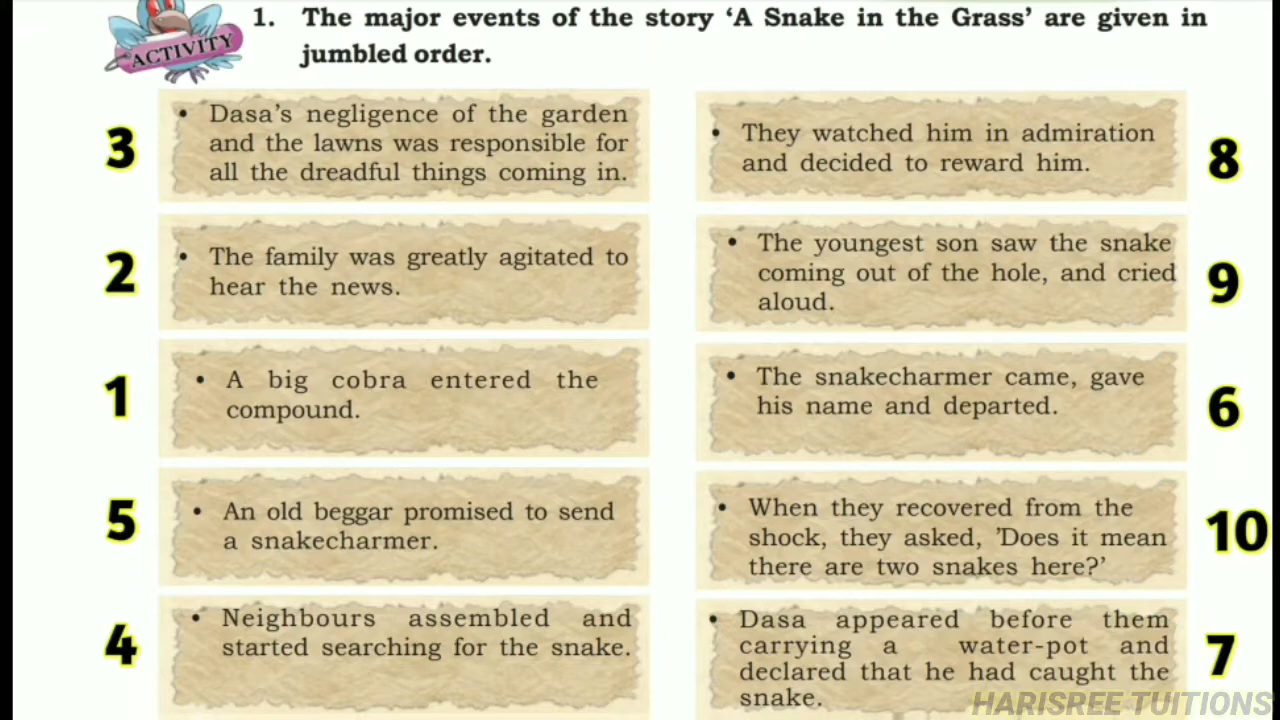 ACTIVITY
1. The major events of the story ‘A Snake in the Grass’ are given in
jumbled order.
3
• Dasa’s negligence of the garden
and the lawns was responsible for
all the dreadful things coming in.
2
• The family was greatly agitated to
hear the news.
1
• A big cobra entered the
compound.
5
• An old beggar promised to send
a snakecharmer.
4
• Neighbours assembled and
started searching for the snake.
• They watched him in admiration
and decided to reward him.
8
• The youngest son saw the snake
coming out of the hole, and cried
aloud.
9
• The snakecharmer came, gave
his name and departed.
6
• When they recovered from the
shock, they asked, ’Does it mean
there are two snakes here?’
10
• Dasa appeared before them
carrying a water-pot and
declared that he had caught the
snake.
7
HARISREE TUITIONS